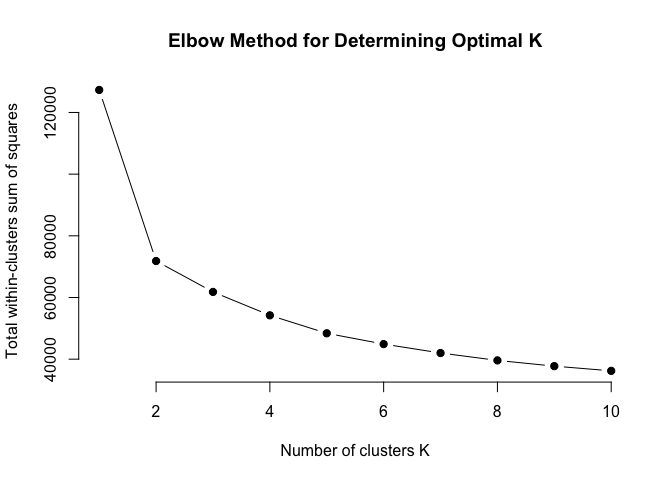 Elbow Method for Determining Optimal K
Total within-clusters sum of squares
120000
80000
60000
40000
2 4 6 8 10
Number of clusters K